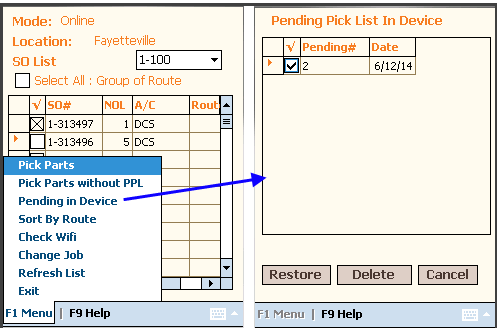 Mode: Online
Location: Fayetteville
SO List 1-100
Select All : Group of Route
√ SO# NOL A/C Rout
1-313497 1 DCS
1-313496 5 DCS
Pick Parts
Pick Parts without PPL
Pending in Device
Sort By Route
Check Wifi
Change Job
Refresh List
Exit
F1 Menu | F9 Help
Pending Pick List In Device
√ Pending# Date
2 6/12/14
Restore Delete Cancel
F1 Menu | F9 Help